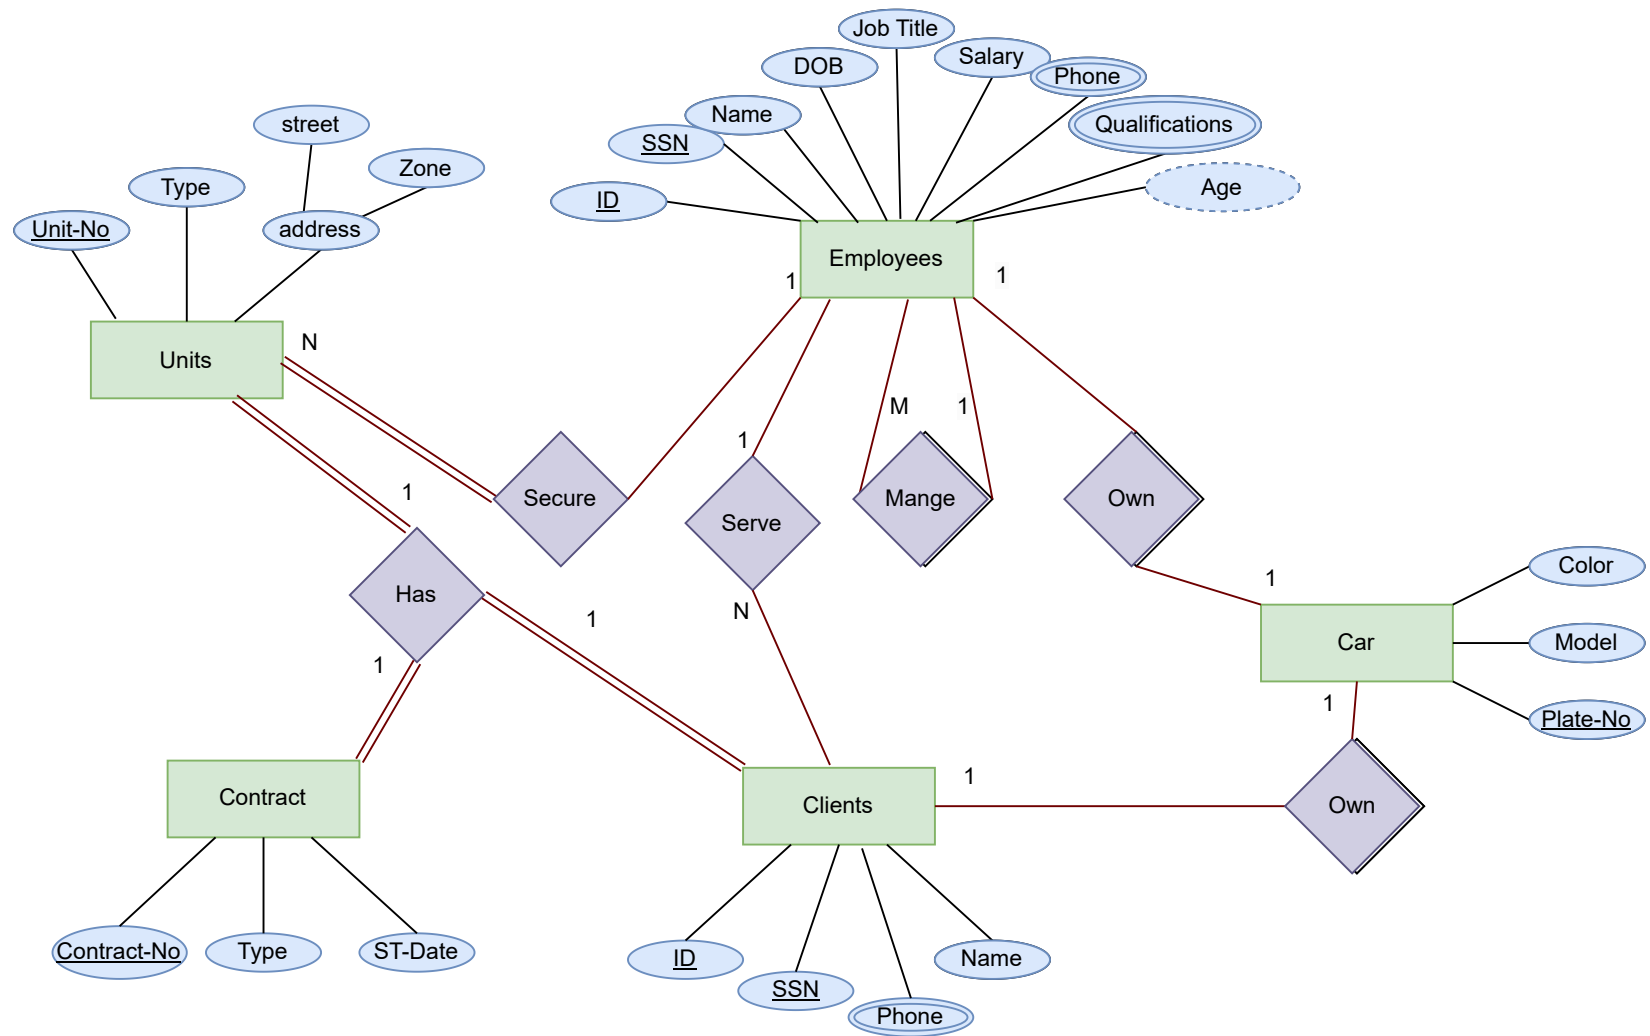 Job Title
Salary
DOB
Phone
Name
Qualifications
street
SSN
Zone
Type
Age
ID
Unit-No
address
Employees
1
1
N
Units
M
1
1
1
Secure
Mange
Own
Serve
Color
1
Has
N
1
Car
Model
1
1
Plate-No
1
Contract
Clients
Own
Contract-No
Type
ST-Date
ID
Name
SSN
Phone